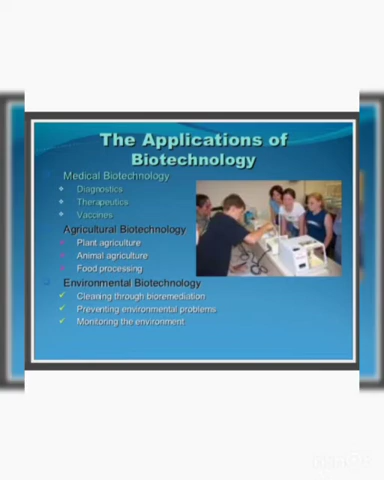 The Applications of
Biotechnology
Medical Biotechnology
Diagnostics
Therapeutics
Vaccines
Agricultural Biotechnology
Plant agriculture
Animal agriculture
Food processing
Environmental Biotechnology
Cleaning through bioremediation
Preventing environmental problems
Monitoring the environment